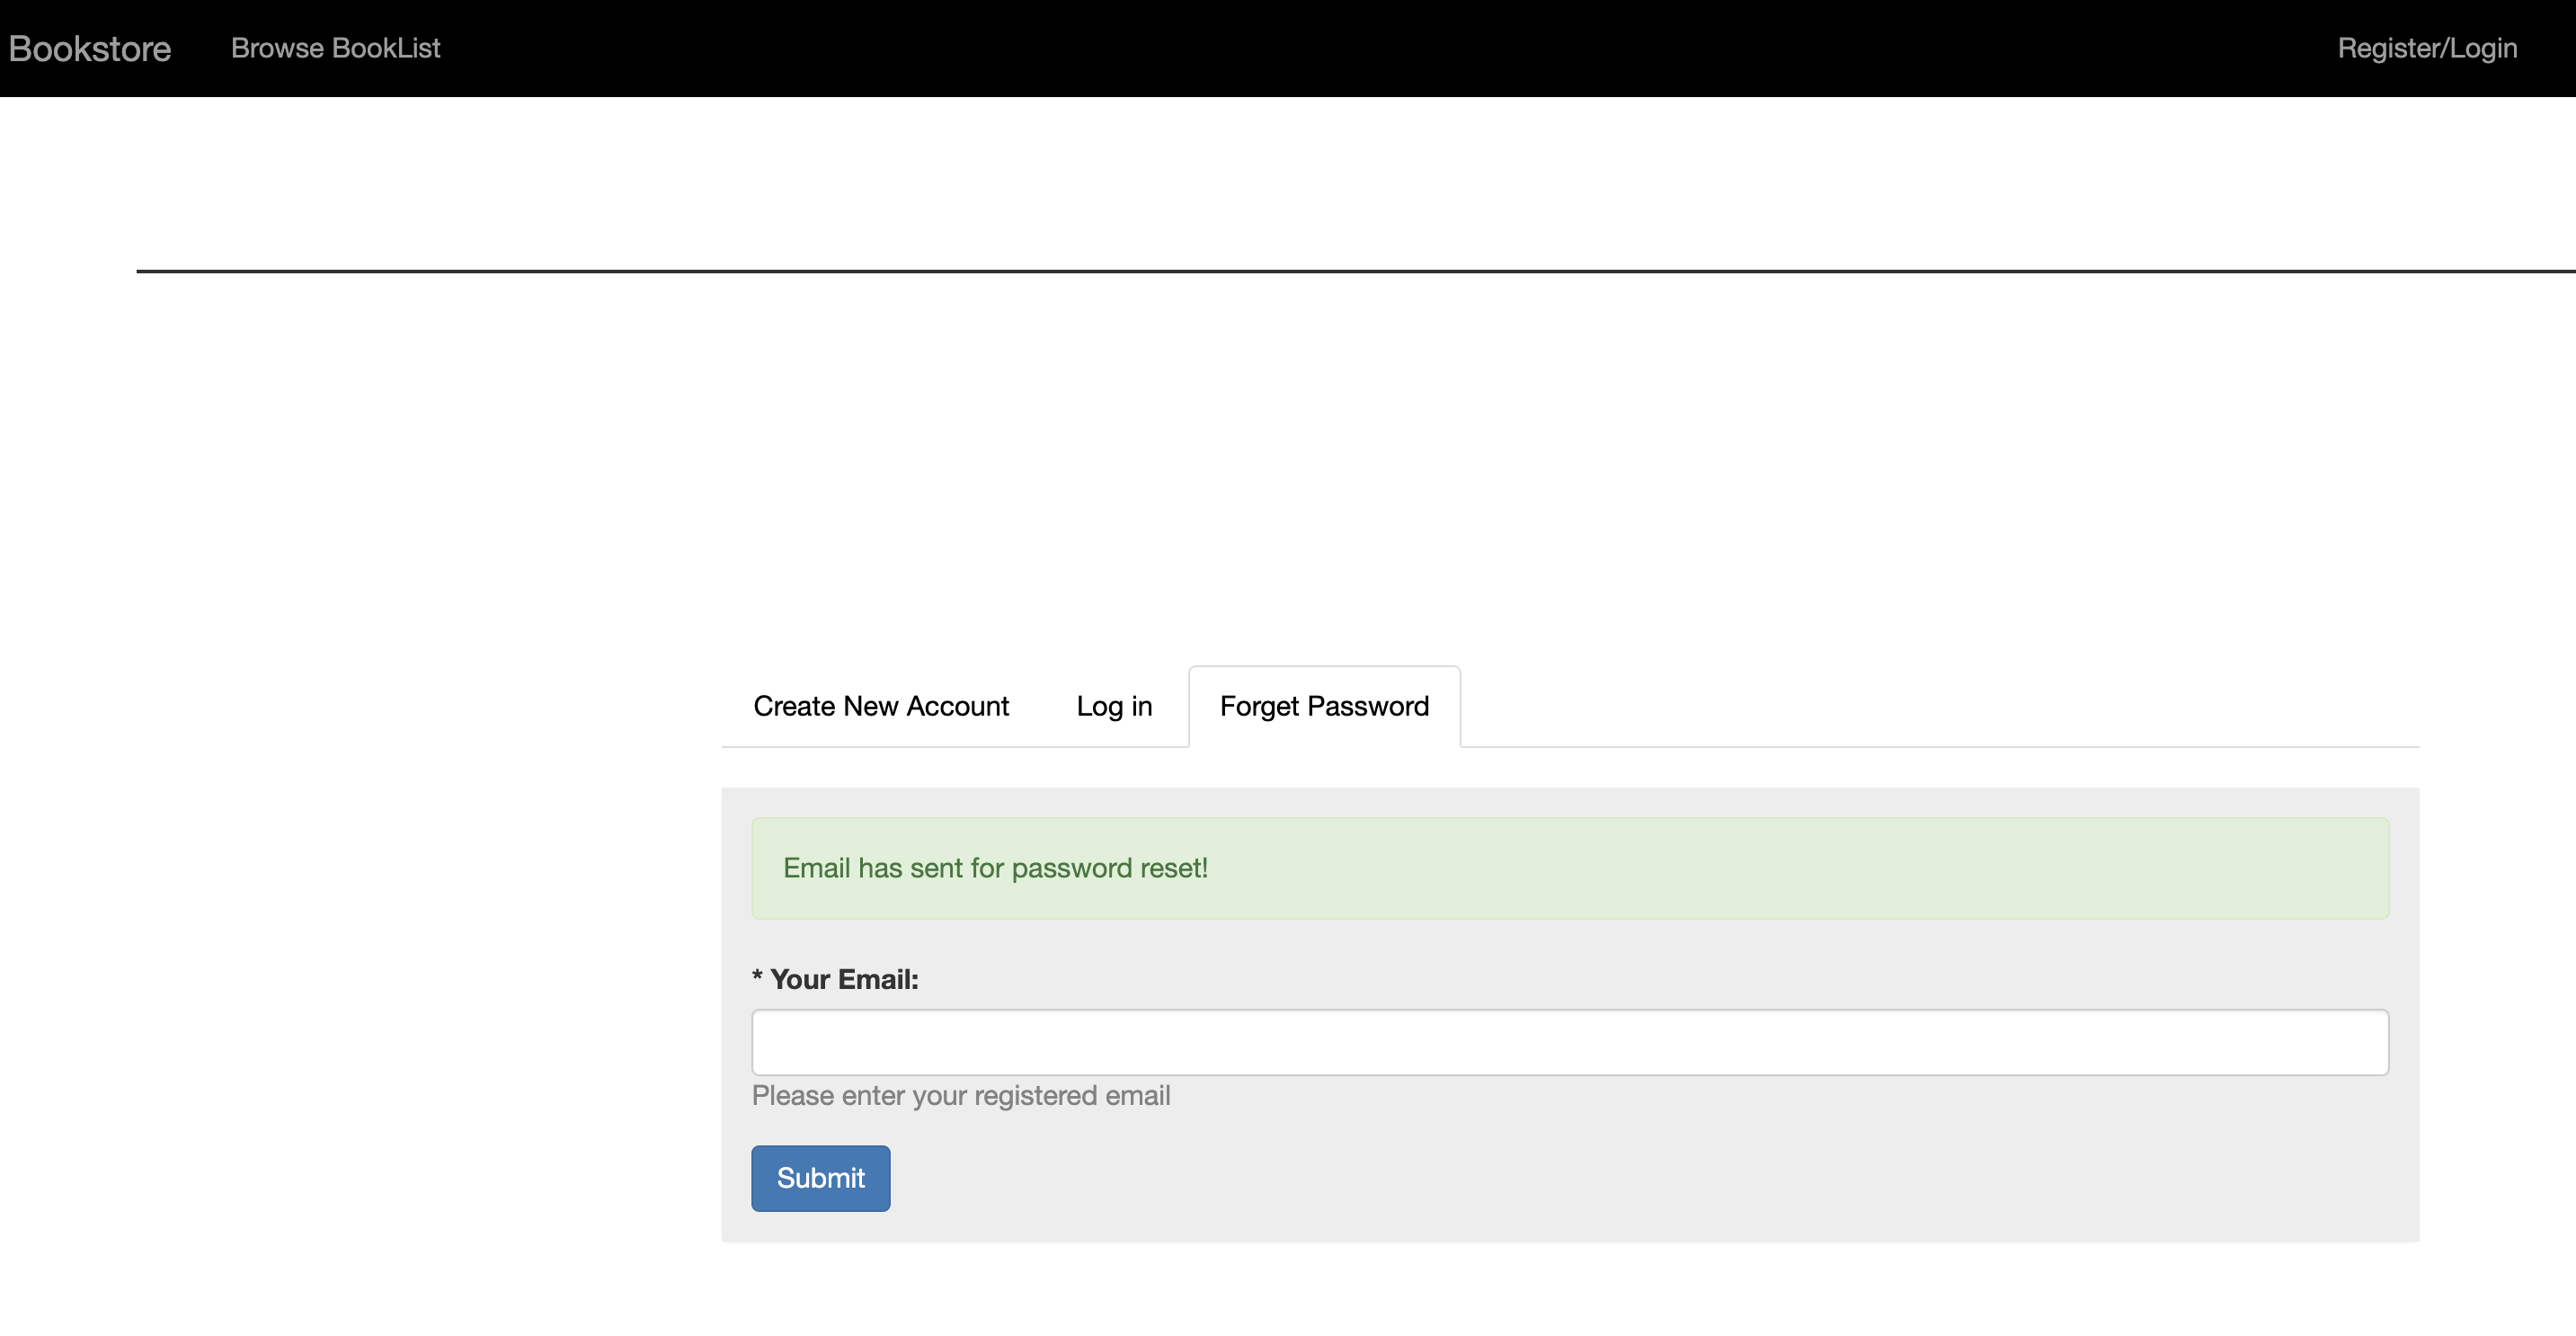 Bookstore Browse BookList Register/Login
Create New Account Log in Forget Password
Email has sent for password reset!
* Your Email:
Please enter your registered email
Submit